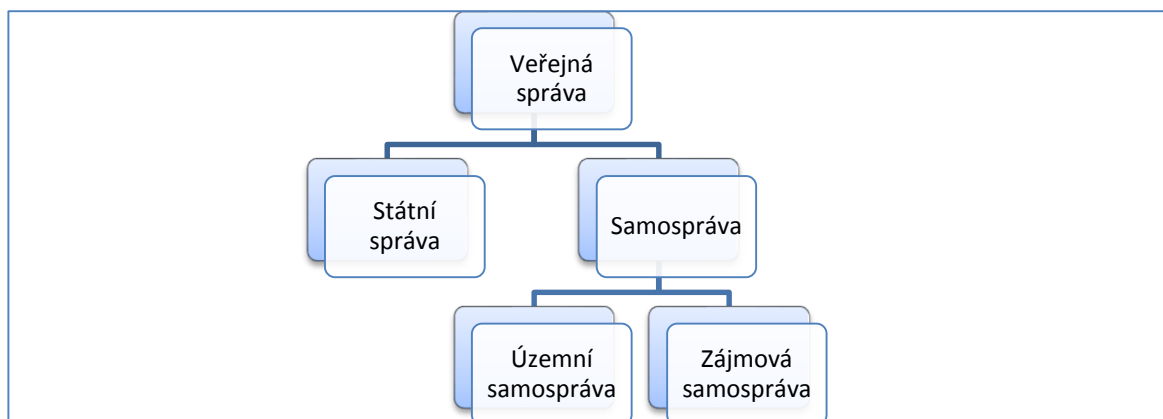 Veřejná
správa
Státní
správa
Samospráva
Územní
samospráva
Zájmová
samospráva